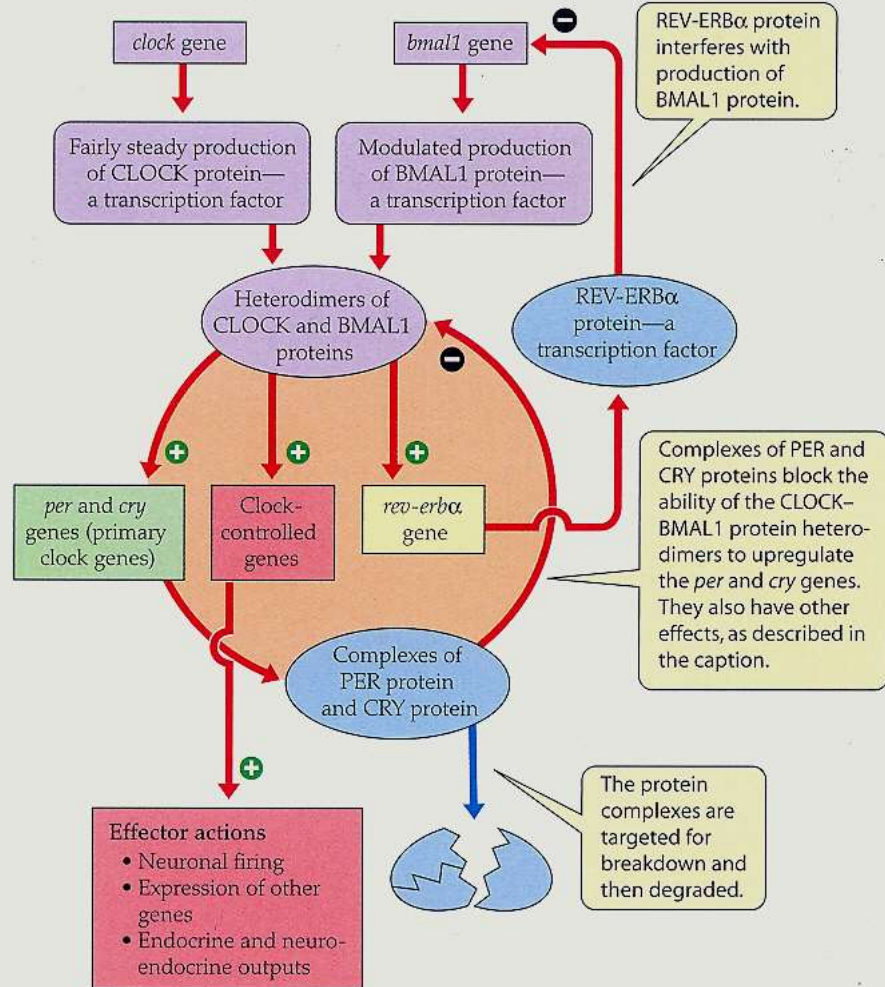 clock gene
bmal1 gene
REV-ERBα protein
interferes with
production of
BMAL1 protein.
Fairly steady production
of CLOCK protein—
a transcription factor
Modulated production
of BMAL1 protein—
a transcription factor
Heterodimers of
CLOCK and BMAL1
proteins
REV-ERBα
protein—a
transcription factor
−
+
+
+
per and cry
genes (primary
clock genes)
Clock-
controlled
genes
rev-erbα
gene
Complexes of PER and
CRY proteins block the
ability of the CLOCK–
BMAL1 protein hetero-
dimers to upregulate
the per and cry genes.
They also have other
effects, as described in
the caption.
−
Complexes of
PER protein
and CRY protein
+
The protein
complexes are
targeted for
breakdown and
then degraded.
Effector actions
• Neuronal firing
• Expression of other
genes
• Endocrine and neuro-
endocrine outputs